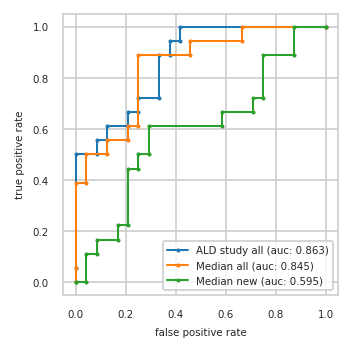 1.0
0.8
0.6
0.4
0.2
0.0
true positive rate
ALD study all (auc: 0.863)
Median all (auc: 0.845)
Median new (auc: 0.595)
0.0 0.2 0.4 0.6 0.8 1.0
false positive rate